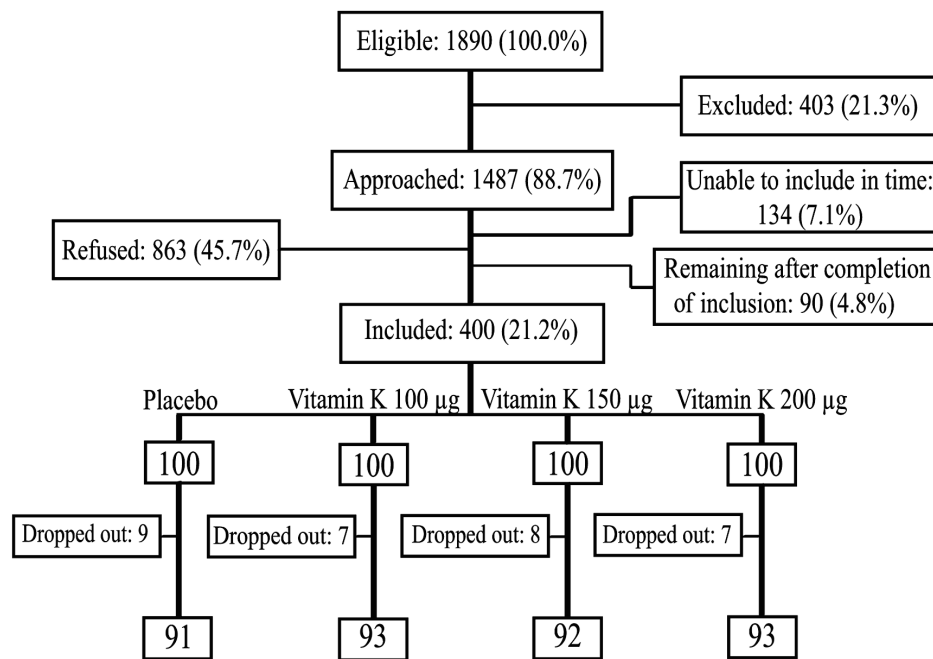 Eligible: 1890 (100.0%)
Excluded: 403 (21.3%)
Approached: 1487 (88.7%)
Unable to include in time:
134 (7.1%)
Refused: 863 (45.7%)
Remaining after completion
of inclusion: 90 (4.8%)
Included: 400 (21.2%)
Placebo Vitamin K 100 µg Vitamin K 150 µg Vitamin K 200 µg
100 100 100 100
Dropped out: 9 Dropped out: 7 Dropped out: 8 Dropped out: 7
91 93 92 93